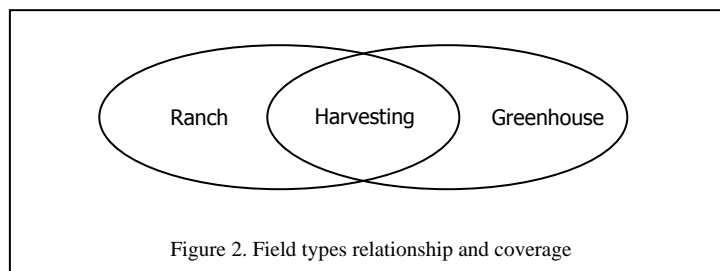 Ranch Harvesting Greenhouse
Figure 2. Field types relationship and coverage